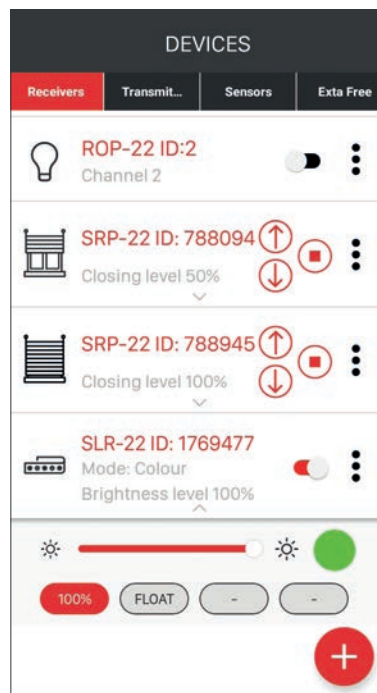 DEVICES
Receivers Transmit... Sensors Exta Free
ROP-22 ID:2
Channel 2
SRP-22 ID: 788094
Closing level 50%
SRP-22 ID: 788945
Closing level 100%
SLR-22 ID: 1769477
Mode: Colour
Brightness level 100%
100% FLOAT - -
+